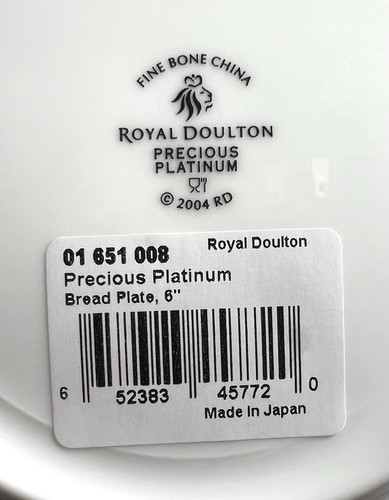 FINE BONE CHINA
ROYAL DOULTON
PRECIOUS
PLATINUM
© 2004 RD
01 651 008 Royal Doulton
Precious Platinum
Bread Plate, 6"
6 52383 45772 0
Made In Japan